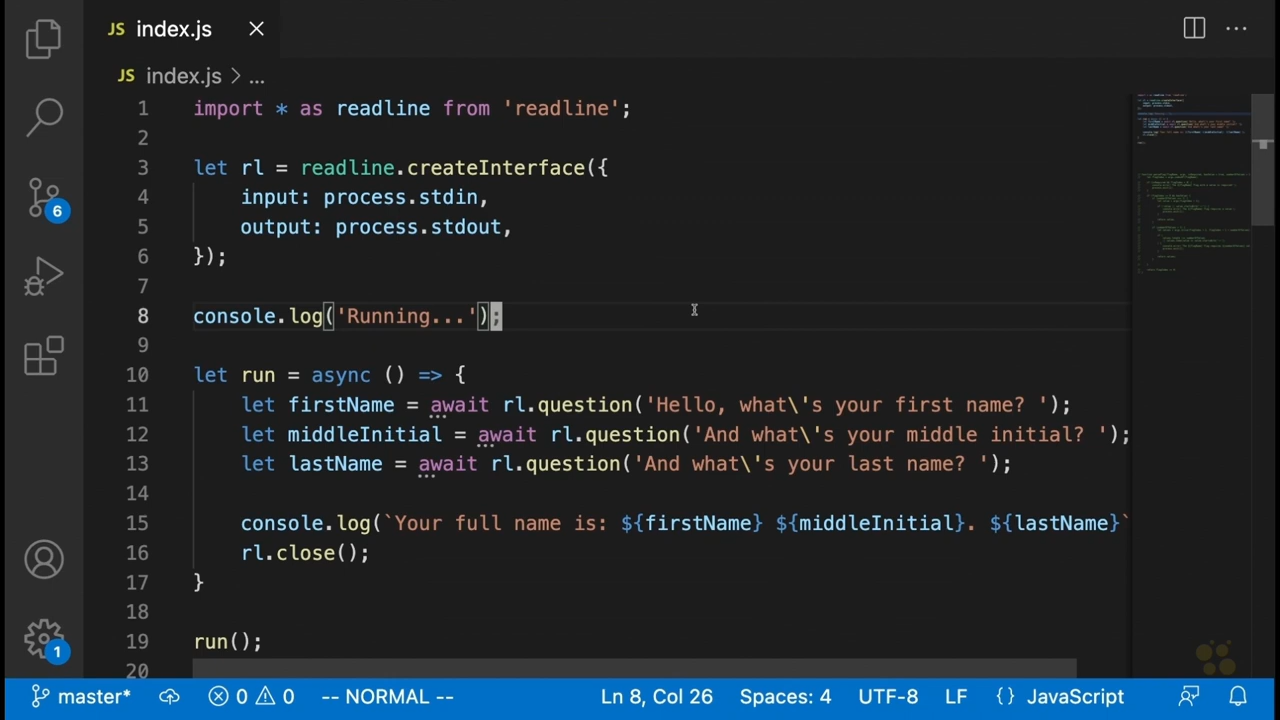 JS index.js
JS index.js > ...
1 import * as readline from 'readline';
2
3 let rl = readline.createInterface({
4 input: process.stdin,
5 output: process.stdout,
6 });
7
8 console.log('Running...');
9
10 let run = async () => {
11 let firstName = await rl.question('Hello, what\'s your first name? ');
12 let middleInitial = await rl.question('And what\'s your middle initial? ');
13 let lastName = await rl.question('And what\'s your last name? ');
14
15 console.log(`Your full name is: ${firstName} ${middleInitial}. ${lastName}`
16 rl.close();
17 }
18
19 run();
20
6
1
master* 0 0 -- NORMAL -- Ln 8, Col 26 Spaces: 4 UTF-8 LF {} JavaScript